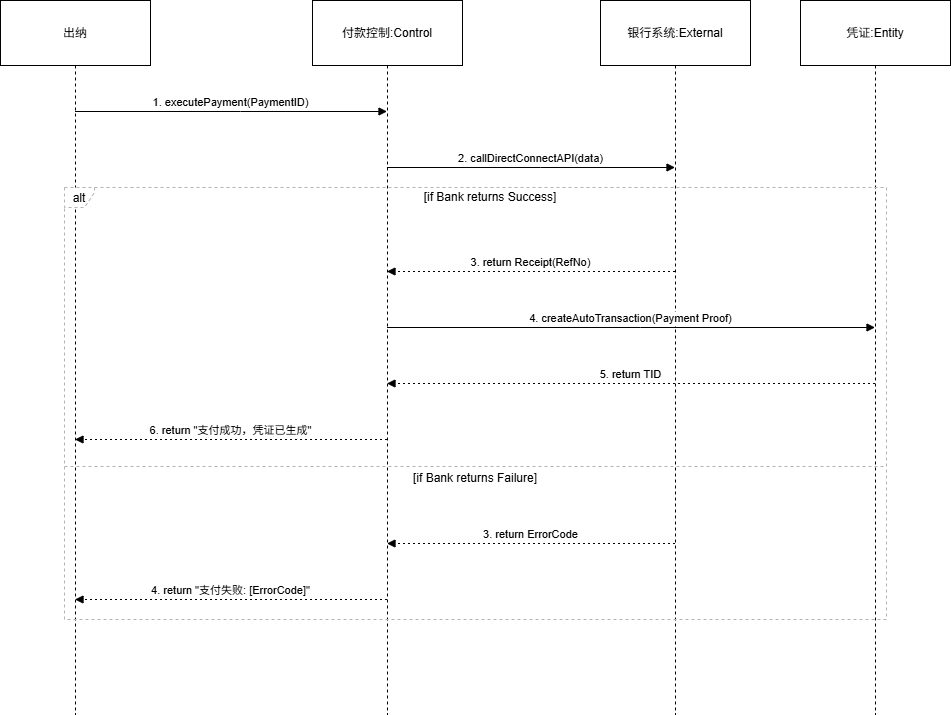 出纳
付款控制:Control
银行系统:External
凭证:Entity
1. executePayment(PaymentID)
2. callDirectConnectAPI(data)
alt
[if Bank returns Success]
3. return Receipt(RefNo)
4. createAutoTransaction(Payment Proof)
5. return TID
6. return "支付成功，凭证已生成"
[if Bank returns Failure]
3. return ErrorCode
4. return "支付失败: [ErrorCode]"